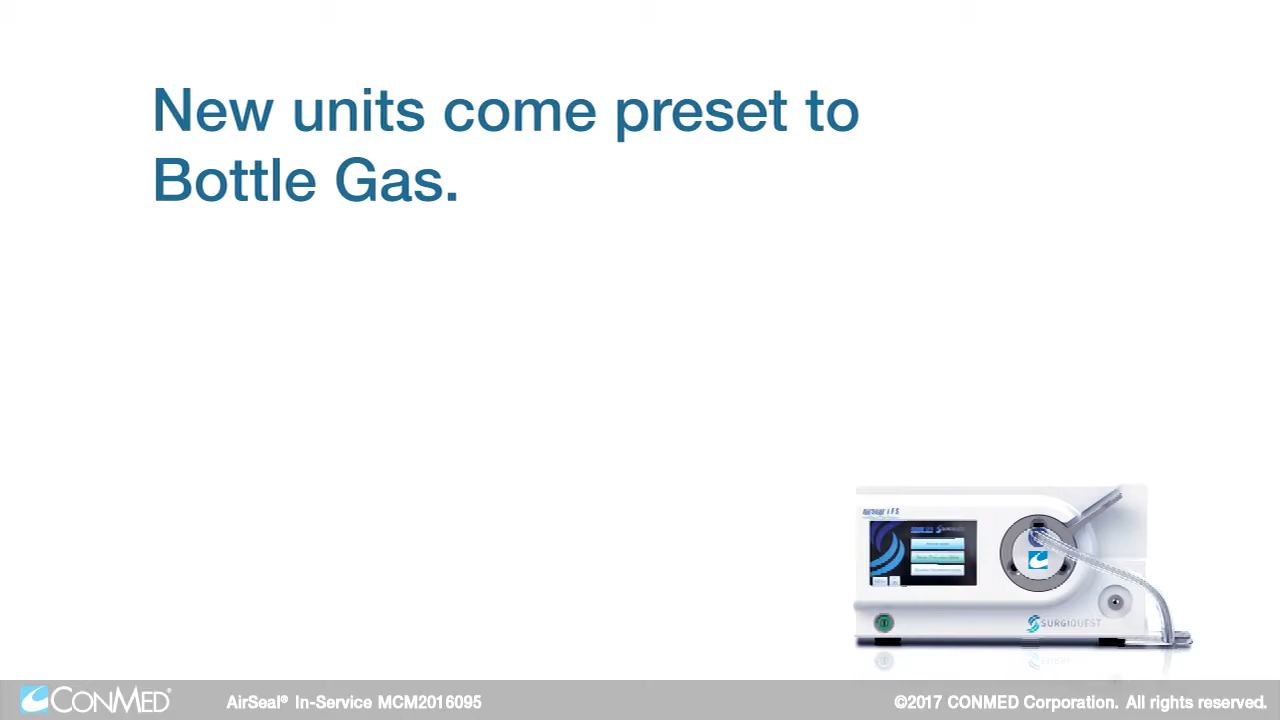 New units come preset to
Bottle Gas.
SURGIQUEST
CONMED®
AirSeal® In-Service MCM2016095
©2017 CONMED Corporation. All rights reserved.